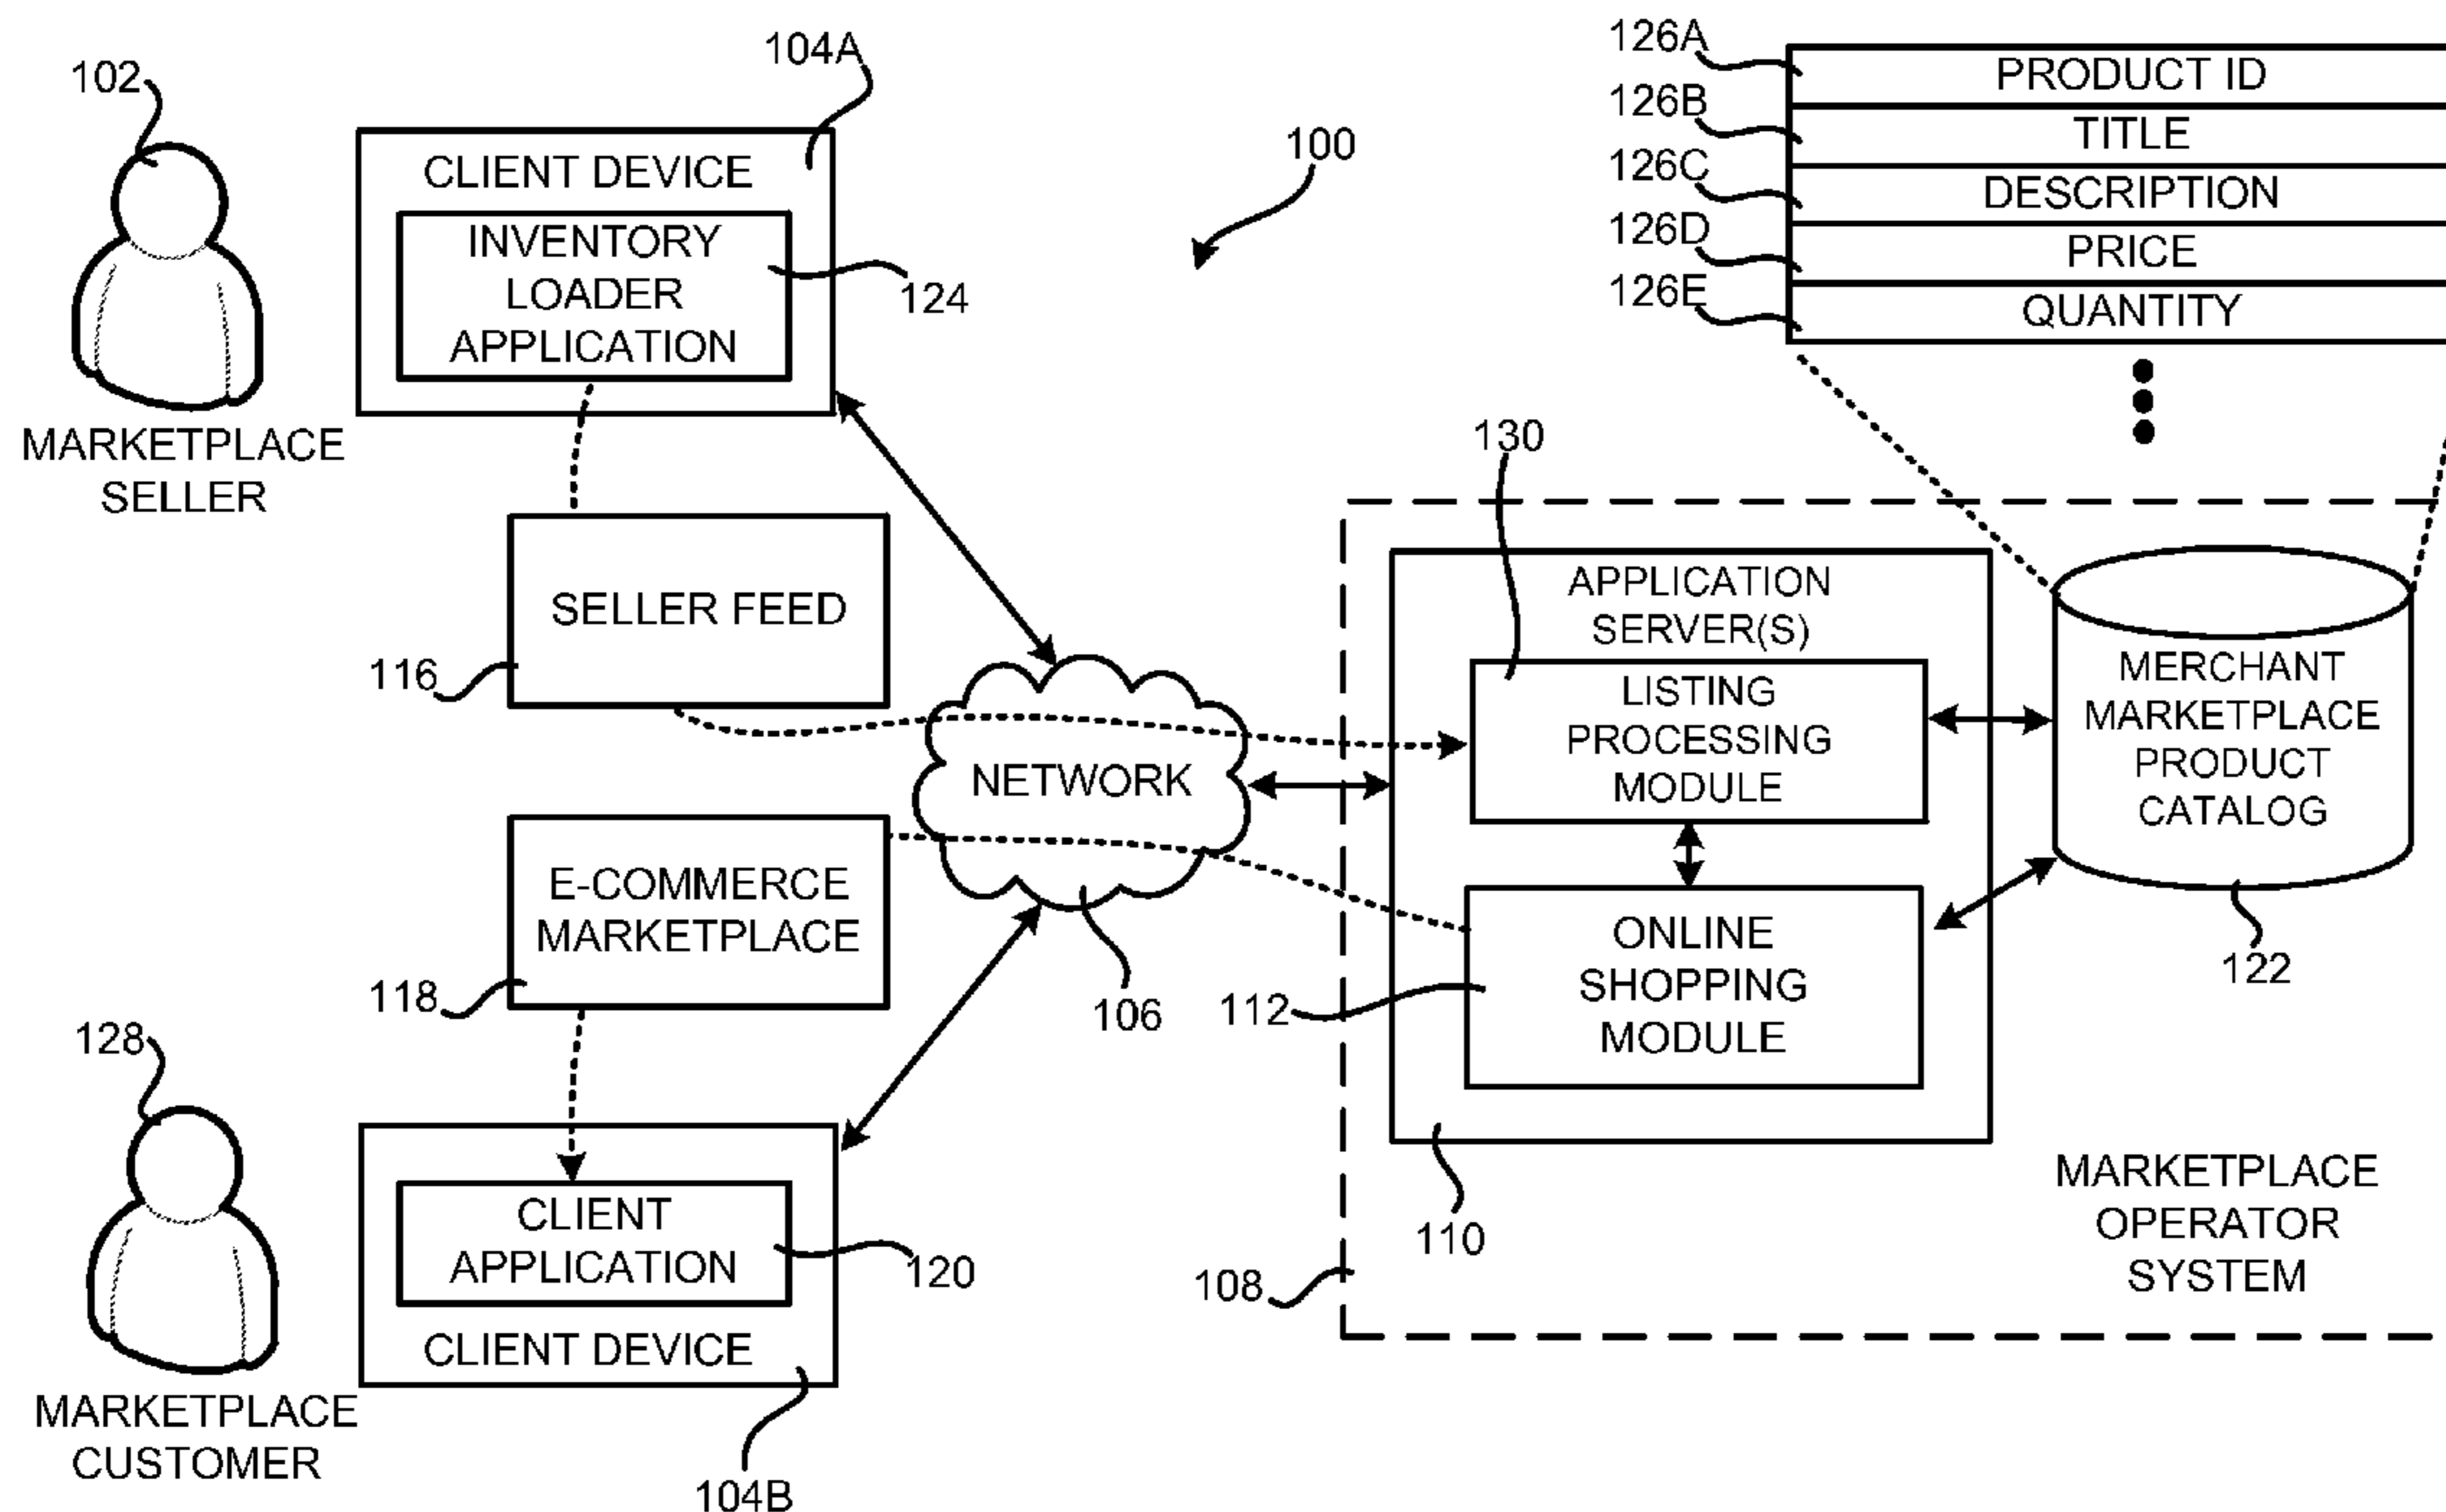 102
MARKETPLACE
SELLER
104A
CLIENT DEVICE
INVENTORY
LOADER
APPLICATION
124
100
126A
PRODUCT ID
126B
TITLE
126C
DESCRIPTION
126D
PRICE
126E
QUANTITY
SELLER FEED
116
NETWORK
106
E-COMMERCE
MARKETPLACE
118
130
APPLICATION
SERVER(S)
LISTING
PROCESSING
MODULE
MERCHANT
MARKETPLACE
PRODUCT
CATALOG
122
ONLINE
SHOPPING
MODULE
112
110
108
MARKETPLACE
OPERATOR
SYSTEM
128
MARKETPLACE
CUSTOMER
CLIENT
APPLICATION
120
CLIENT DEVICE
104B